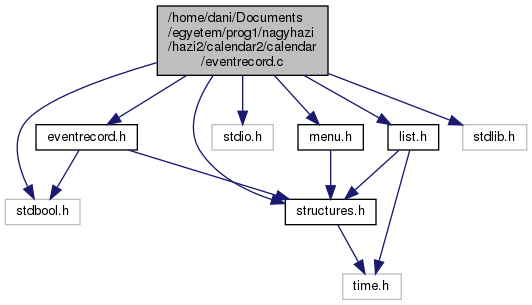 /home/dani/Documents
/egyetem/prog1/nagyhazi
/hazi2/calendar2/calendar
/eventrecord.c
eventrecord.h
stdio.h
menu.h
list.h
stdlib.h
stdbool.h
structures.h
time.h